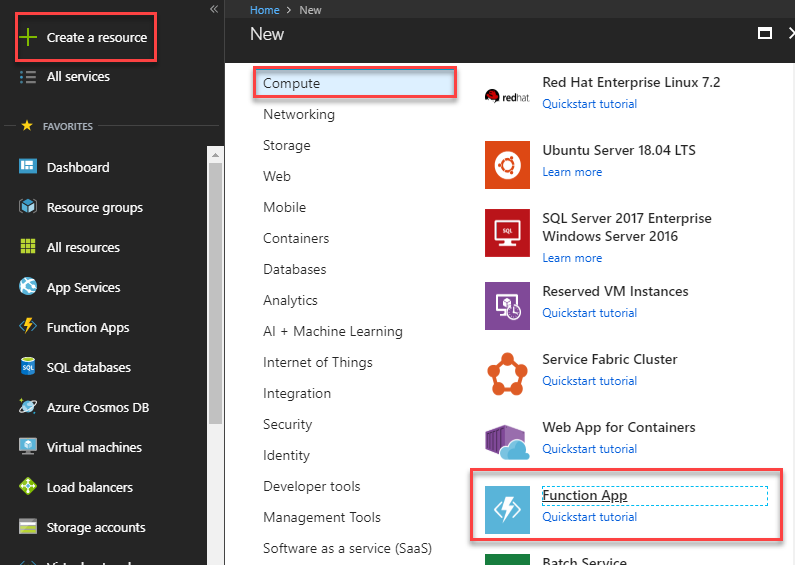 Create a resource
All services
FAVORITES
Dashboard
Resource groups
All resources
App Services
Function Apps
SQL databases
Azure Cosmos DB
Virtual machines
Load balancers
Storage accounts
Home > New
New
Compute
Networking
Storage
Web
Mobile
Containers
Databases
Analytics
AI + Machine Learning
Internet of Things
Integration
Security
Identity
Developer tools
Management Tools
Software as a service (SaaS)
redhat
Red Hat Enterprise Linux 7.2
Quickstart tutorial
Ubuntu Server 18.04 LTS
Learn more
SQL
SQL Server 2017 Enterprise
Windows Server 2016
Learn more
Reserved VM Instances
Quickstart tutorial
Service Fabric Cluster
Quickstart tutorial
Web App for Containers
Quickstart tutorial
Function App
Quickstart tutorial
Batch Service